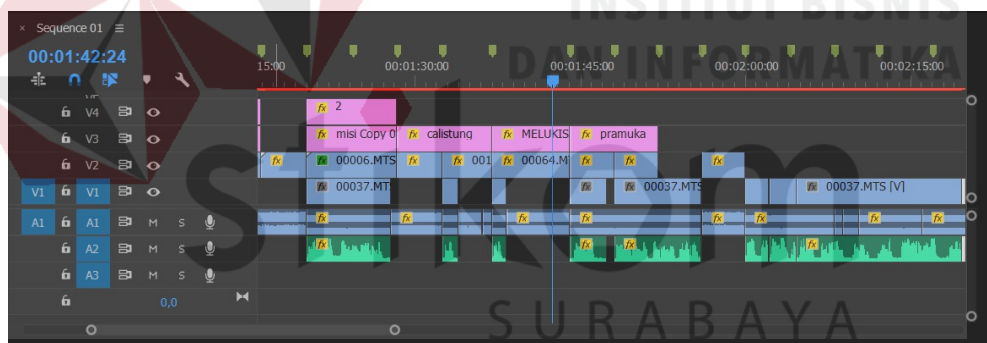 INSTITUT BISNIS
DAN INFORMATIKA
stikom
SURABAYA
× Sequence 01 ≡
00:01:42:24
15:00 00:01:30:00 00:01:45:00 00:02:00:00 00:02:15:00
V4 fx 2
V3 fx misi Copy 0 fx calistung fx MELUKIS fx pramuka
V2 fx fx 00006.MTS fx fx 001 fx 00064.M fx fx fx
V1 V1 fx 00037.MT fx fx 00037.MTS fx 00037.MTS [V]
A1 A1 M S fx fx fx fx fx fx fx fx
A2 M S fx fx fx
A3 M S
0,0